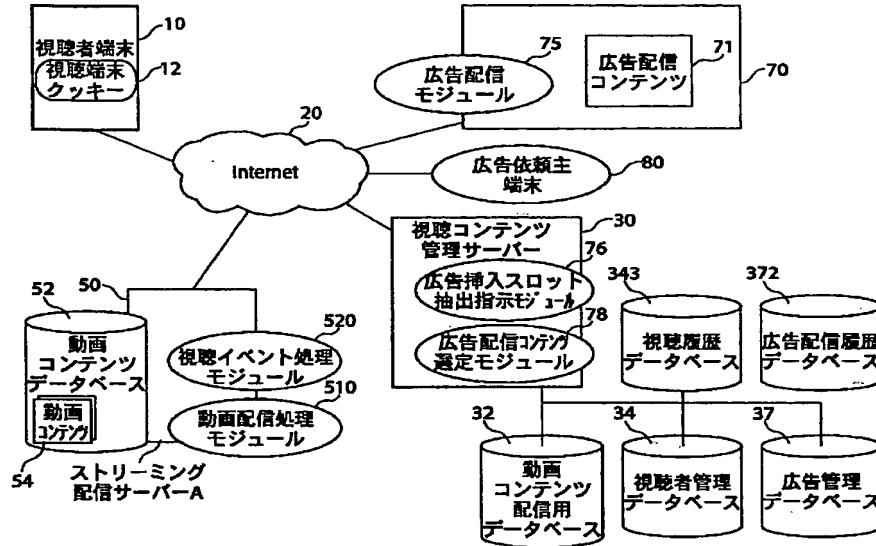 10
視聴者端末
視聴端末
クッキー
12
75
広告配信
モジュール
広告配信
コンテンツ
71
70
20
Internet
広告依頼主
端末
80
30
視聴コンテンツ
管理サーバー
76
広告挿入スロット
抽出指示モジュール
78
広告配信コンテンツ
選定モジュール
343
視聴履歴
データベース
372
広告配信履歴
データベース
50
52
動画
コンテンツ
データベース
動画
コンテンツ
54
520
視聴イベント処理
モジュール
510
動画配信処理
モジュール
ストリーミング
配信サーバーA
32
動画
コンテンツ
配信用
データベース
34
視聴者管理
データベース
37
広告管理
データベース